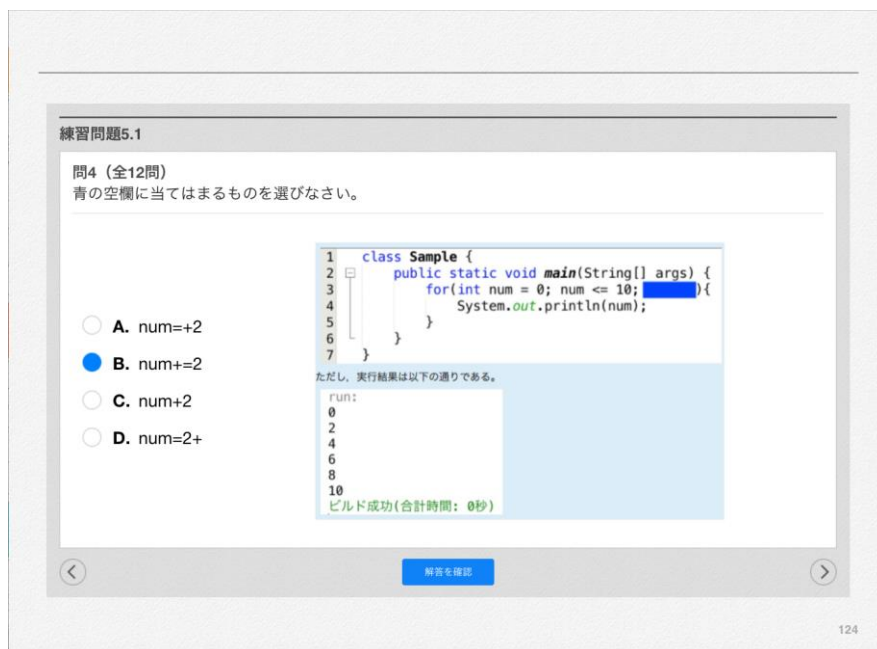 練習問題5.1
問4（全12問）
青の空欄に当てはまるものを選びなさい。
A. num=+2
B. num+=2
C. num+2
D. num=2+
1 class Sample {
2 public static void main(String[] args) {
3 for(int num = 0; num <= 10; ){
4 System.out.println(num);
5 }
6 }
7 }
ただし、実行結果は以下の通りである。
run:
0
2
4
6
8
10
ビルド成功(合計時間: 0秒)
解答を確認
124